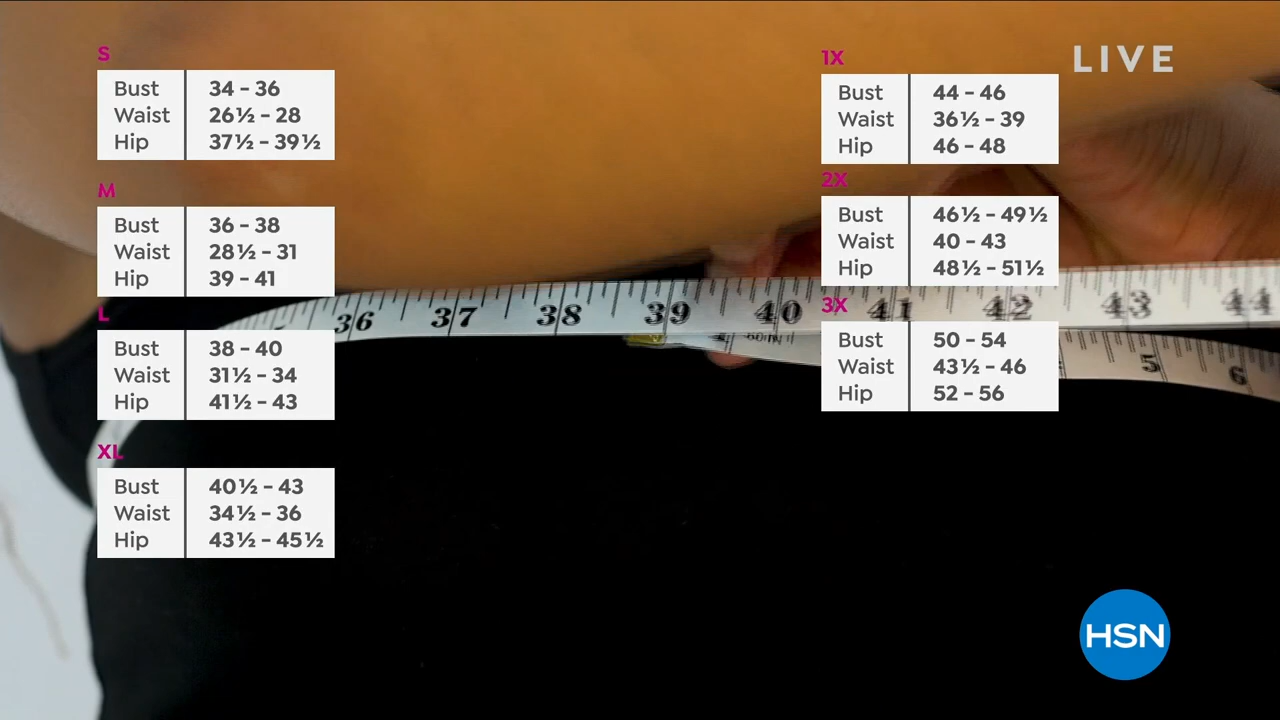 S
Bust 34 - 36
Waist 26½ - 28
Hip 37½ - 39½
M
Bust 36 - 38
Waist 28½ - 31
Hip 39 - 41
L
Bust 38 - 40
Waist 31½ - 34
Hip 41½ - 43
XL
Bust 40½ - 43
Waist 34½ - 36
Hip 43½ - 45½
1X
Bust 44 - 46
Waist 36½ - 39
Hip 46 - 48
2X
Bust 46½ - 49½
Waist 40 - 43
Hip 48½ - 51½
3X
Bust 50 - 54
Waist 43½ - 46
Hip 52 - 56
LIVE
36 37 38 39 40 41 42 43 44
5 6
HSN